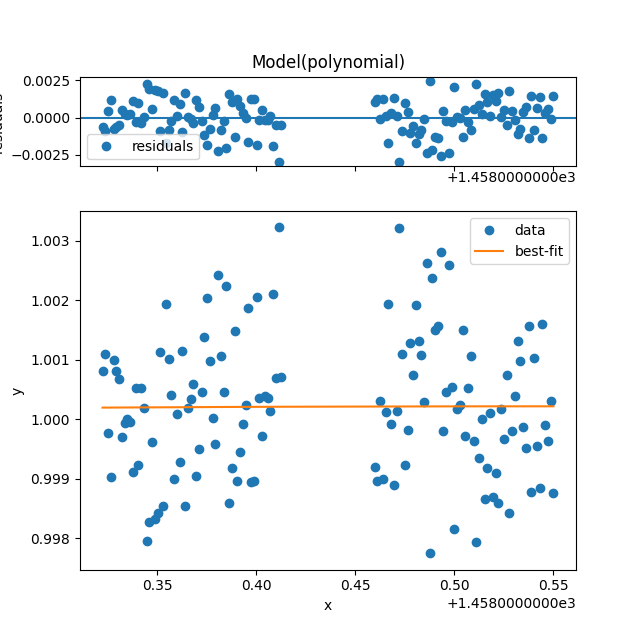 Model(polynomial)
0.0025
0.0000
−0.0025
residuals
residuals
+1.4580000000e3
1.003
1.002
1.001
1.000
0.999
0.998
y
data
best-fit
0.35
0.40
0.45
0.50
0.55
x
+1.4580000000e3